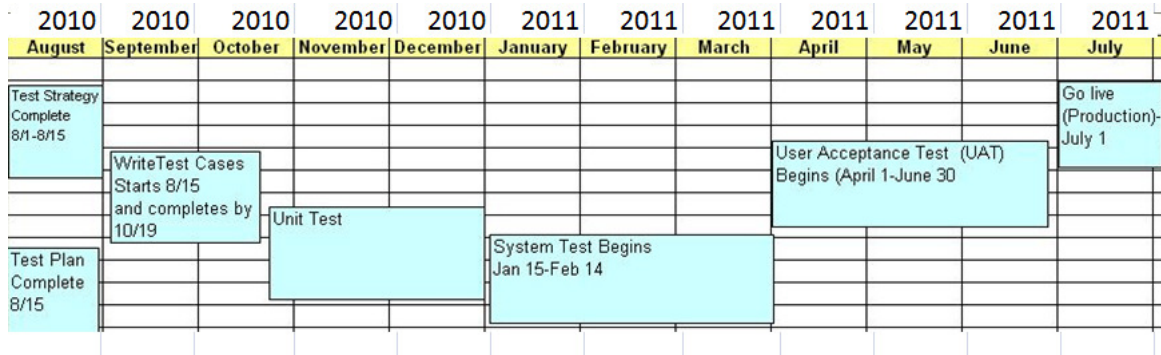 2010 2010 2010 2010 2010 2011 2011 2011 2011 2011 2011 2011
August September October November December January February March April May June July
Test Strategy
Complete
8/1-8/15
WriteTest Cases
Starts 8/15
and completes by
10/19
Test Plan
Complete
8/15
Unit Test
System Test Begins
Jan 15-Feb 14
User Acceptance Test (UAT)
Begins (April 1-June 30
Go live
(Production)-
July 1